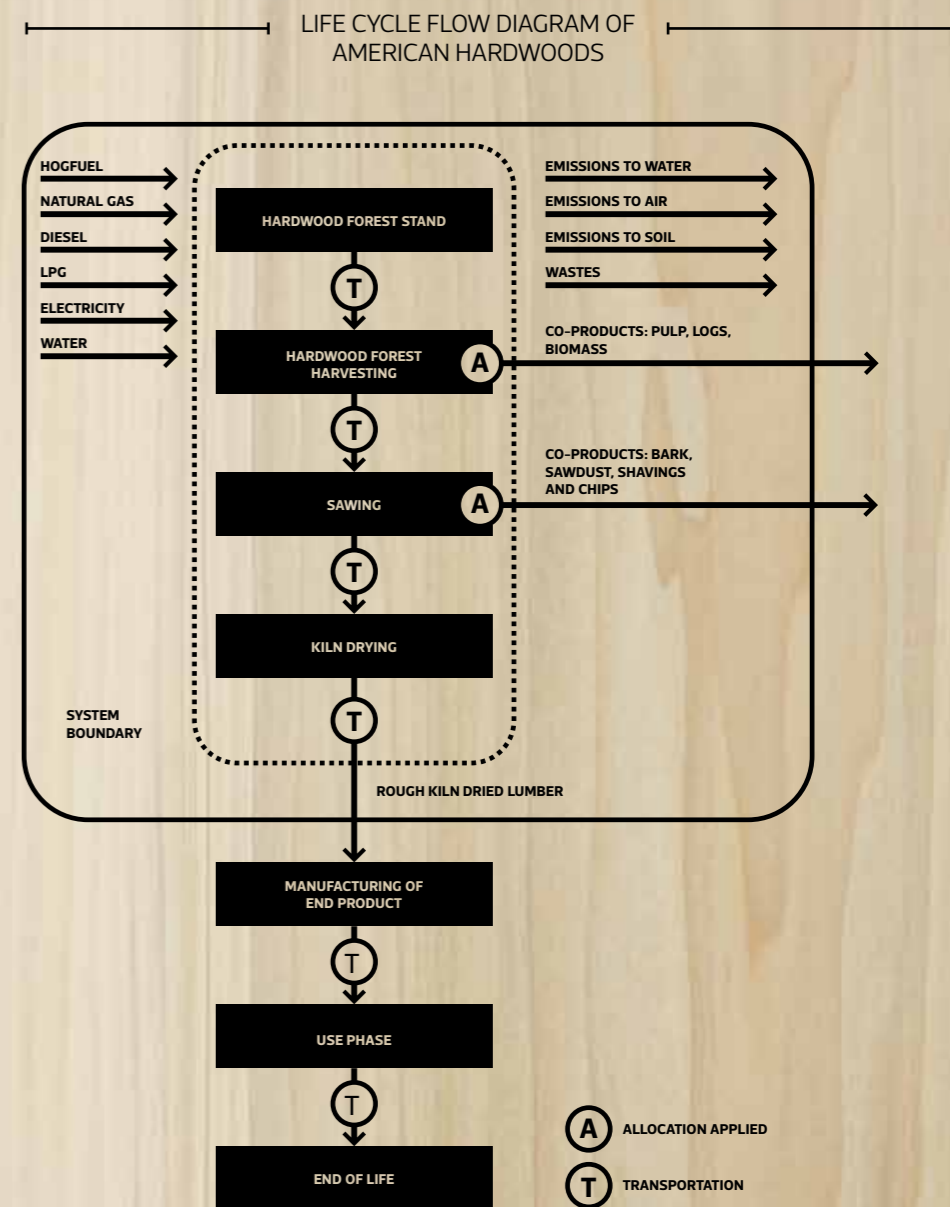 LIFE CYCLE FLOW DIAGRAM OF
AMERICAN HARDWOODS
HOGFUEL
NATURAL GAS
DIESEL
LPG
ELECTRICITY
WATER
HARDWOOD FOREST STAND
T
HARDWOOD FOREST
HARVESTING
A
T
SAWING
A
T
KILN DRYING
T
EMISSIONS TO WATER
EMISSIONS TO AIR
EMISSIONS TO SOIL
WASTES
CO-PRODUCTS: PULP, LOGS,
BIOMASS
CO-PRODUCTS: BARK,
SAWDUST, SHAVINGS
AND CHIPS
SYSTEM
BOUNDARY
ROUGH KILN DRIED LUMBER
MANUFACTURING OF
END PRODUCT
T
USE PHASE
T
END OF LIFE
A ALLOCATION APPLIED
T TRANSPORTATION